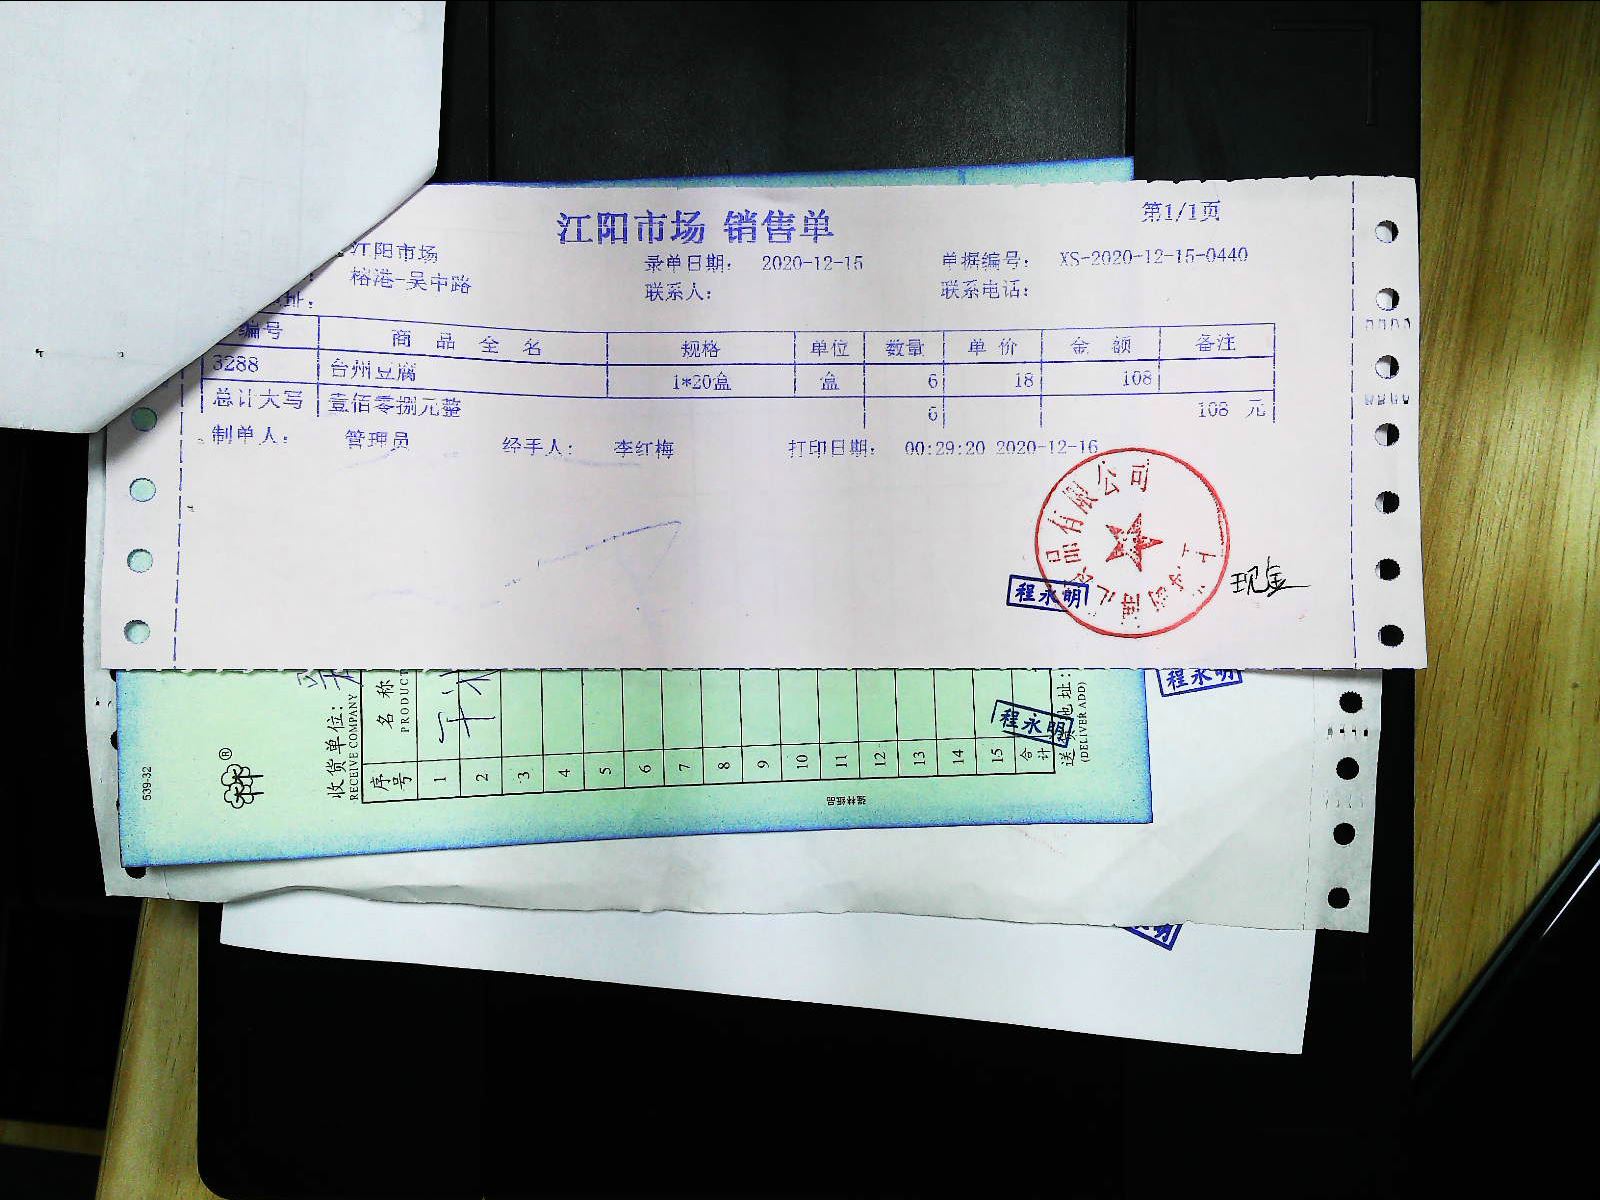 江阳市场 销售单
第1/1页
江阳市场 录单日期： 2020-12-15 单据编号： XS-2020-12-15-0440
榕港-吴中路 联系人： 联系电话：
址：
编号 商品全名 规格 单位 数量 单价 金额 备注
3288 台州豆腐 1*20盒 盒 6 18 108
总计大写 壹佰零捌元整 6 108 元
制单人： 管理员 经手人： 李红梅 打印日期： 00:29:20 2020-12-16
品有限公司
程永明
现金
程永明
程永明
539-32
收货单位：
RECEIVE COMPANY
序号 名称 PRODUCT
1
2
3
4
5
6
7
8
9
10
11
12
13
14
15
合计
地址：
(DELIVER ADD)